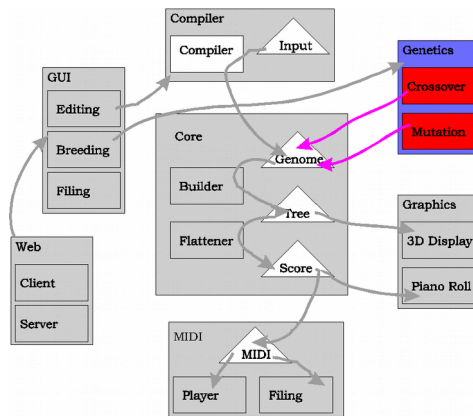 Compiler
Compiler
Input
Genetics
Crossover
Mutation
GUI
Editing
Breeding
Filing
Core
Genome
Builder
Tree
Flattener
Score
Graphics
3D Display
Piano Roll
Web
Client
Server
MIDI
MIDI
Player
Filing